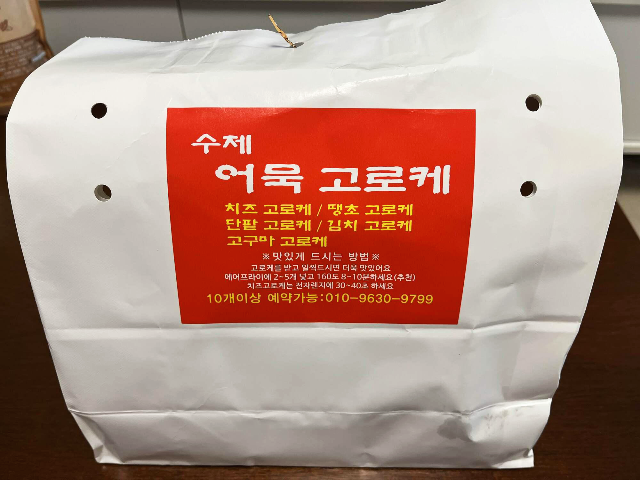 수제
어묵 고로케
치즈 고로케 / 땡초 고로케
단팥 고로케 / 김치 고로케
고구마 고로케
※ 맛있게 드시는 방법 ※
고로케를 받고 일찍드시면 더욱 맛있어요
에어프라이에 2~5개 넣고 160도 8~10분하세요(추천)
치즈고로케는 전자렌지에 30~40초 하세요
10개이상 예약가능:010-9630-9799